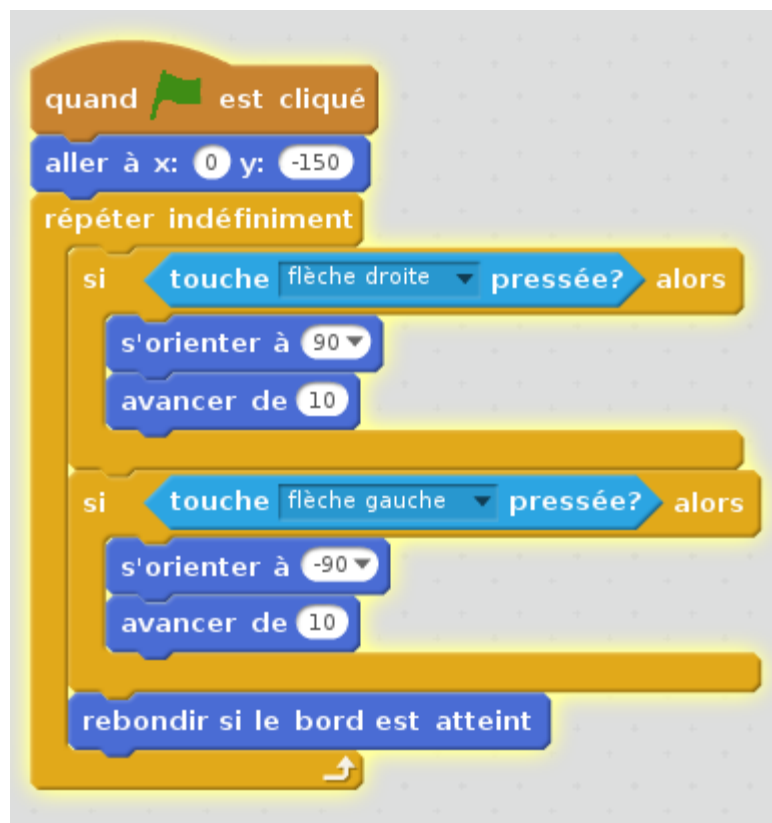 quand est cliqué
aller à x: 0 y: -150
répéter indéfiniment
si touche flèche droite pressée? alors
s'orienter à 90
avancer de 10
si touche flèche gauche pressée? alors
s'orienter à -90
avancer de 10
rebondir si le bord est atteint